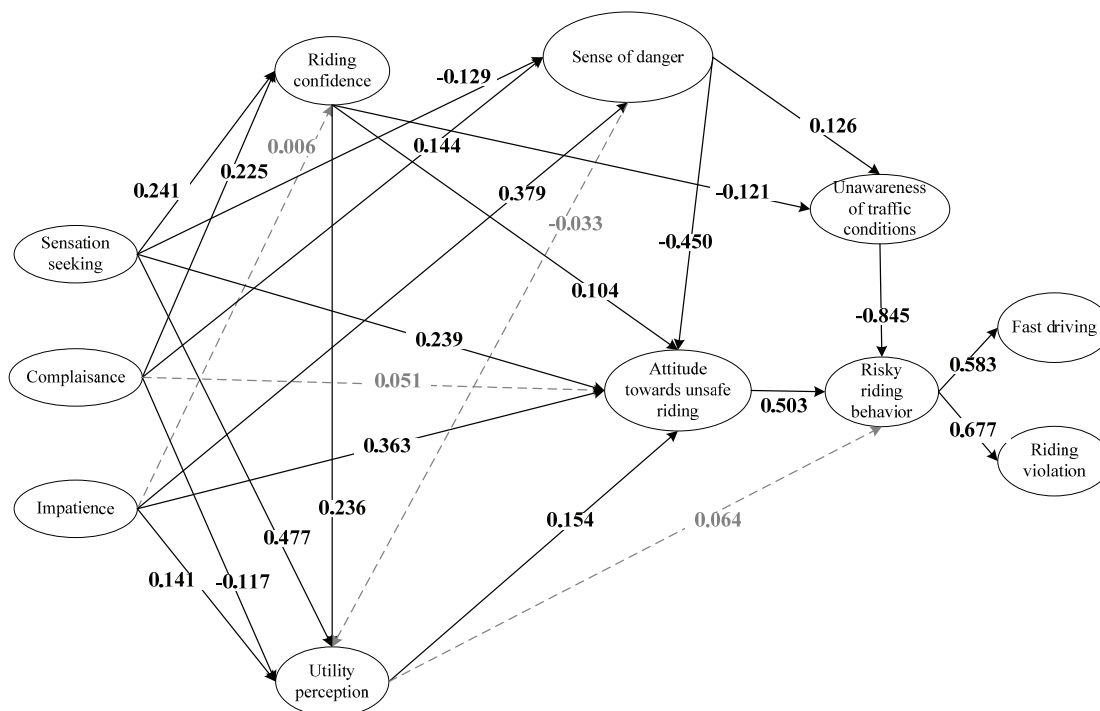 Riding
confidence
Sense of danger
-0.129
0.006
0.144
0.126
0.225
0.241
0.379
-0.121
Unawareness
of traffic
conditions
-0.033
-0.450
Sensation
seeking
0.104
-0.845
Fast driving
0.239
0.583
Complaisance
0.051
Attitude
towards unsafe
riding
0.503
Risky
riding
behavior
0.677
0.363
Riding
violation
Impatience
0.236
0.154
0.064
0.477
0.141
-0.117
Utility
perception